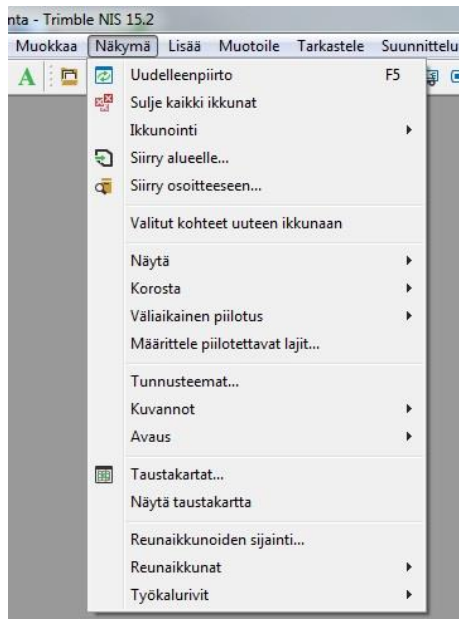 nta - Trimble NIS 15.2
Muokkaa Näkymä Lisää Muotoile Tarkastele Suunnittelu
A
Uudelleenpiirto F5
Sulje kaikki ikkunat
Ikkunointi
Siirry alueelle...
Siirry osoitteeseen...
Valitut kohteet uuteen ikkunaan
Näytä
Korosta
Väliaikainen piilotus
Määrittele piilotettavat lajit...
Tunnusteemat...
Kuvannot
Avaus
Taustakartat...
Näytä taustakartta
Reunaikkunoiden sijainti...
Reunaikkunat
Työkalurivit